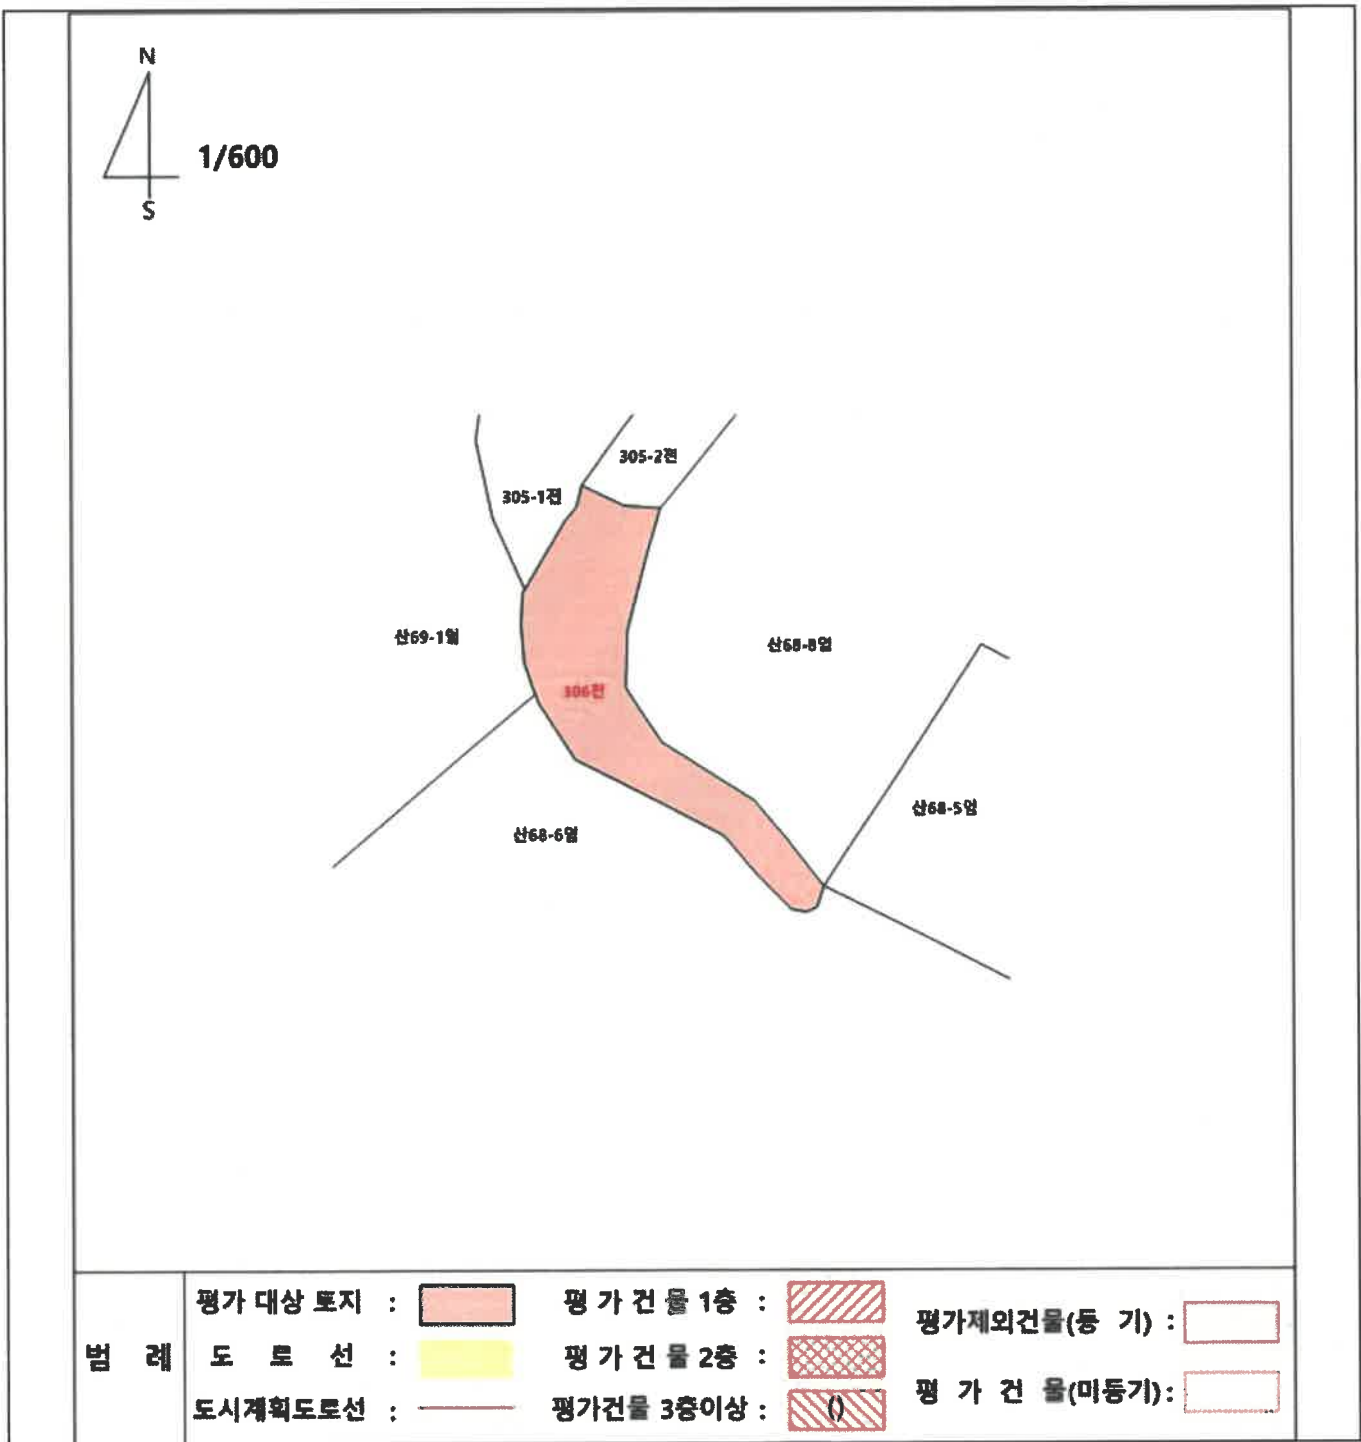 N
1/600
S
305-2전
305-1전
산69-1임
산68-8임
306전
산68-5임
산68-6임
범 례
평가 대상 토지 :
평 가 건 물 1층 :
평가제외건물(등 기) :
도 로 선 :
평 가 건 물 2층 :
평 가 건 물(미등기):
도시계획도로선 :
평가건물 3층이상 :
()